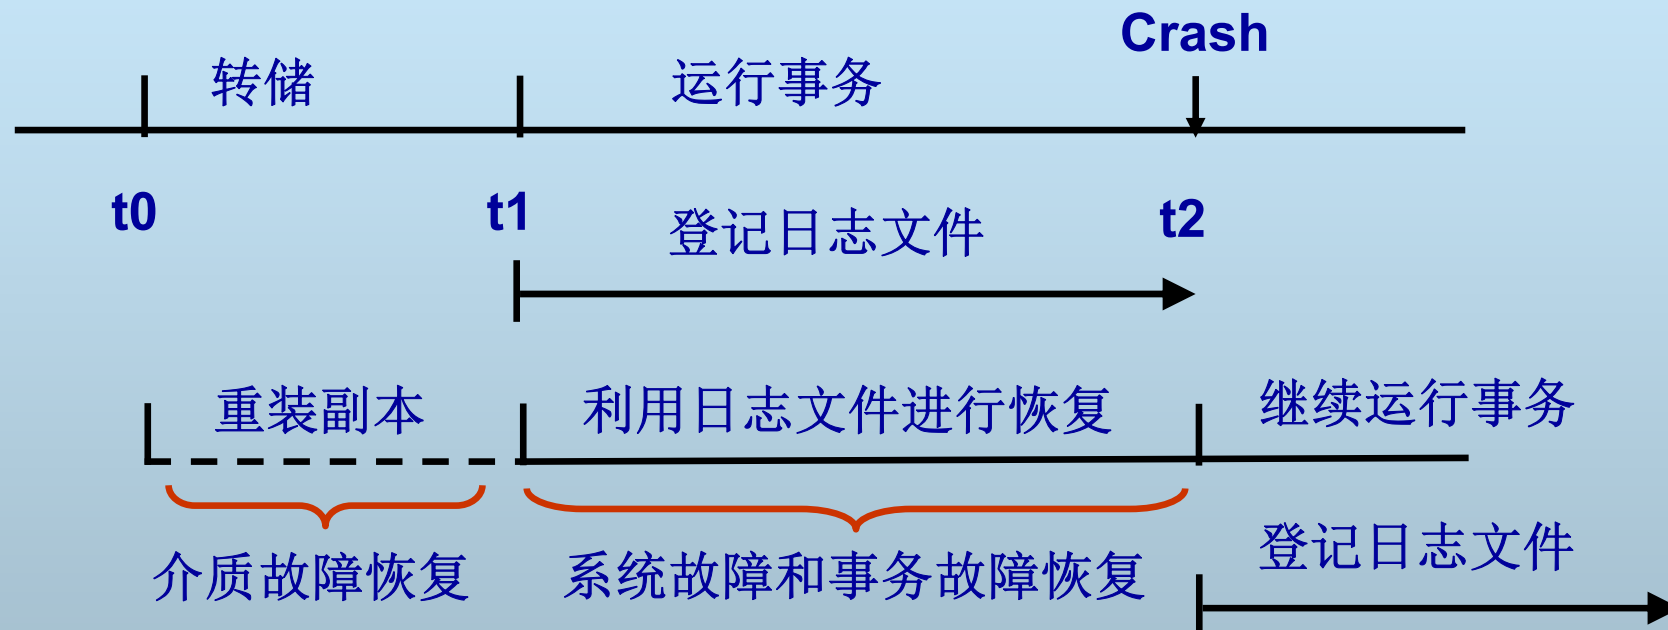 Crash
转储
运行事务
t0
t1
t2
登记日志文件
重装副本
利用日志文件进行恢复
继续运行事务
介质故障恢复
系统故障和事务故障恢复
登记日志文件